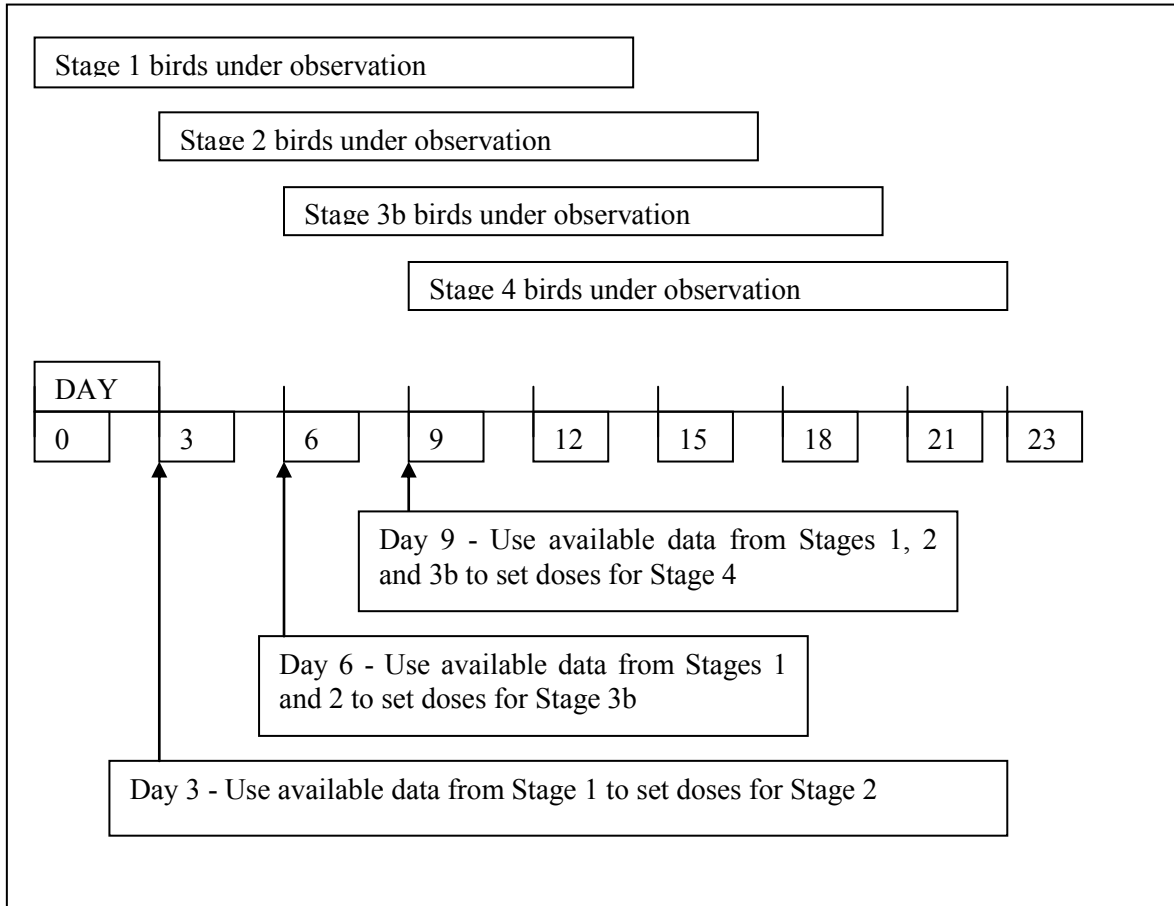 Stage 1 birds under observation
Stage 2 birds under observation
Stage 3b birds under observation
Stage 4 birds under observation
DAY
0 3 6 9 12 15 18 21 23
Day 9 - Use available data from Stages 1, 2
and 3b to set doses for Stage 4
Day 6 - Use available data from Stages 1
and 2 to set doses for Stage 3b
Day 3 - Use available data from Stage 1 to set doses for Stage 2